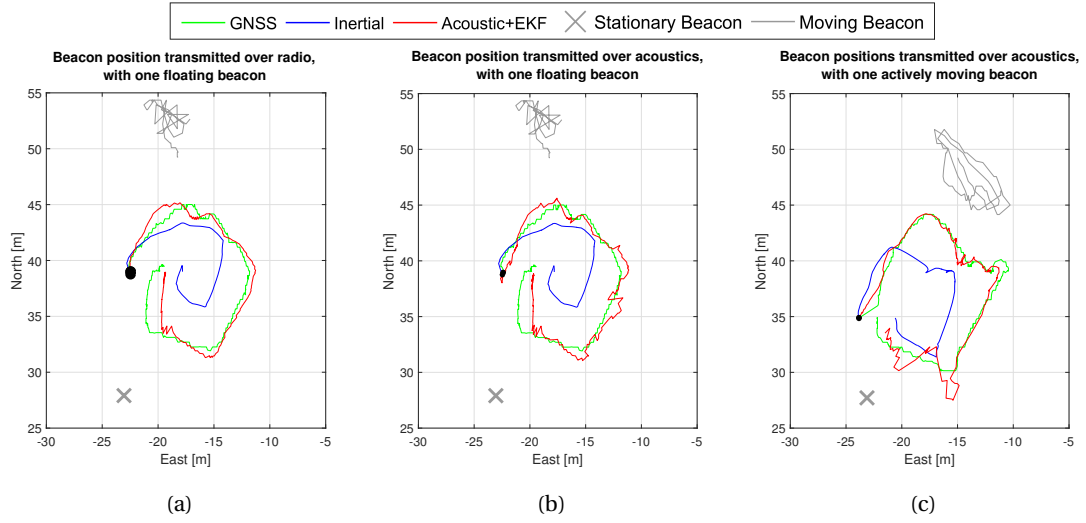 GNSS Inertial Acoustic+EKF Stationary Beacon Moving Beacon
Beacon position transmitted over radio,
with one floating beacon
55
50
45
40
35
30
25
North [m]
-30 -25 -20 -15 -10 -5
East [m]
(a)
Beacon position transmitted over acoustics,
with one floating beacon
55
50
45
40
35
30
25
North [m]
-30 -25 -20 -15 -10 -5
East [m]
(b)
Beacon positions transmitted over acoustics,
with one actively moving beacon
55
50
45
40
35
30
25
North [m]
-30 -25 -20 -15 -10 -5
East [m]
(c)